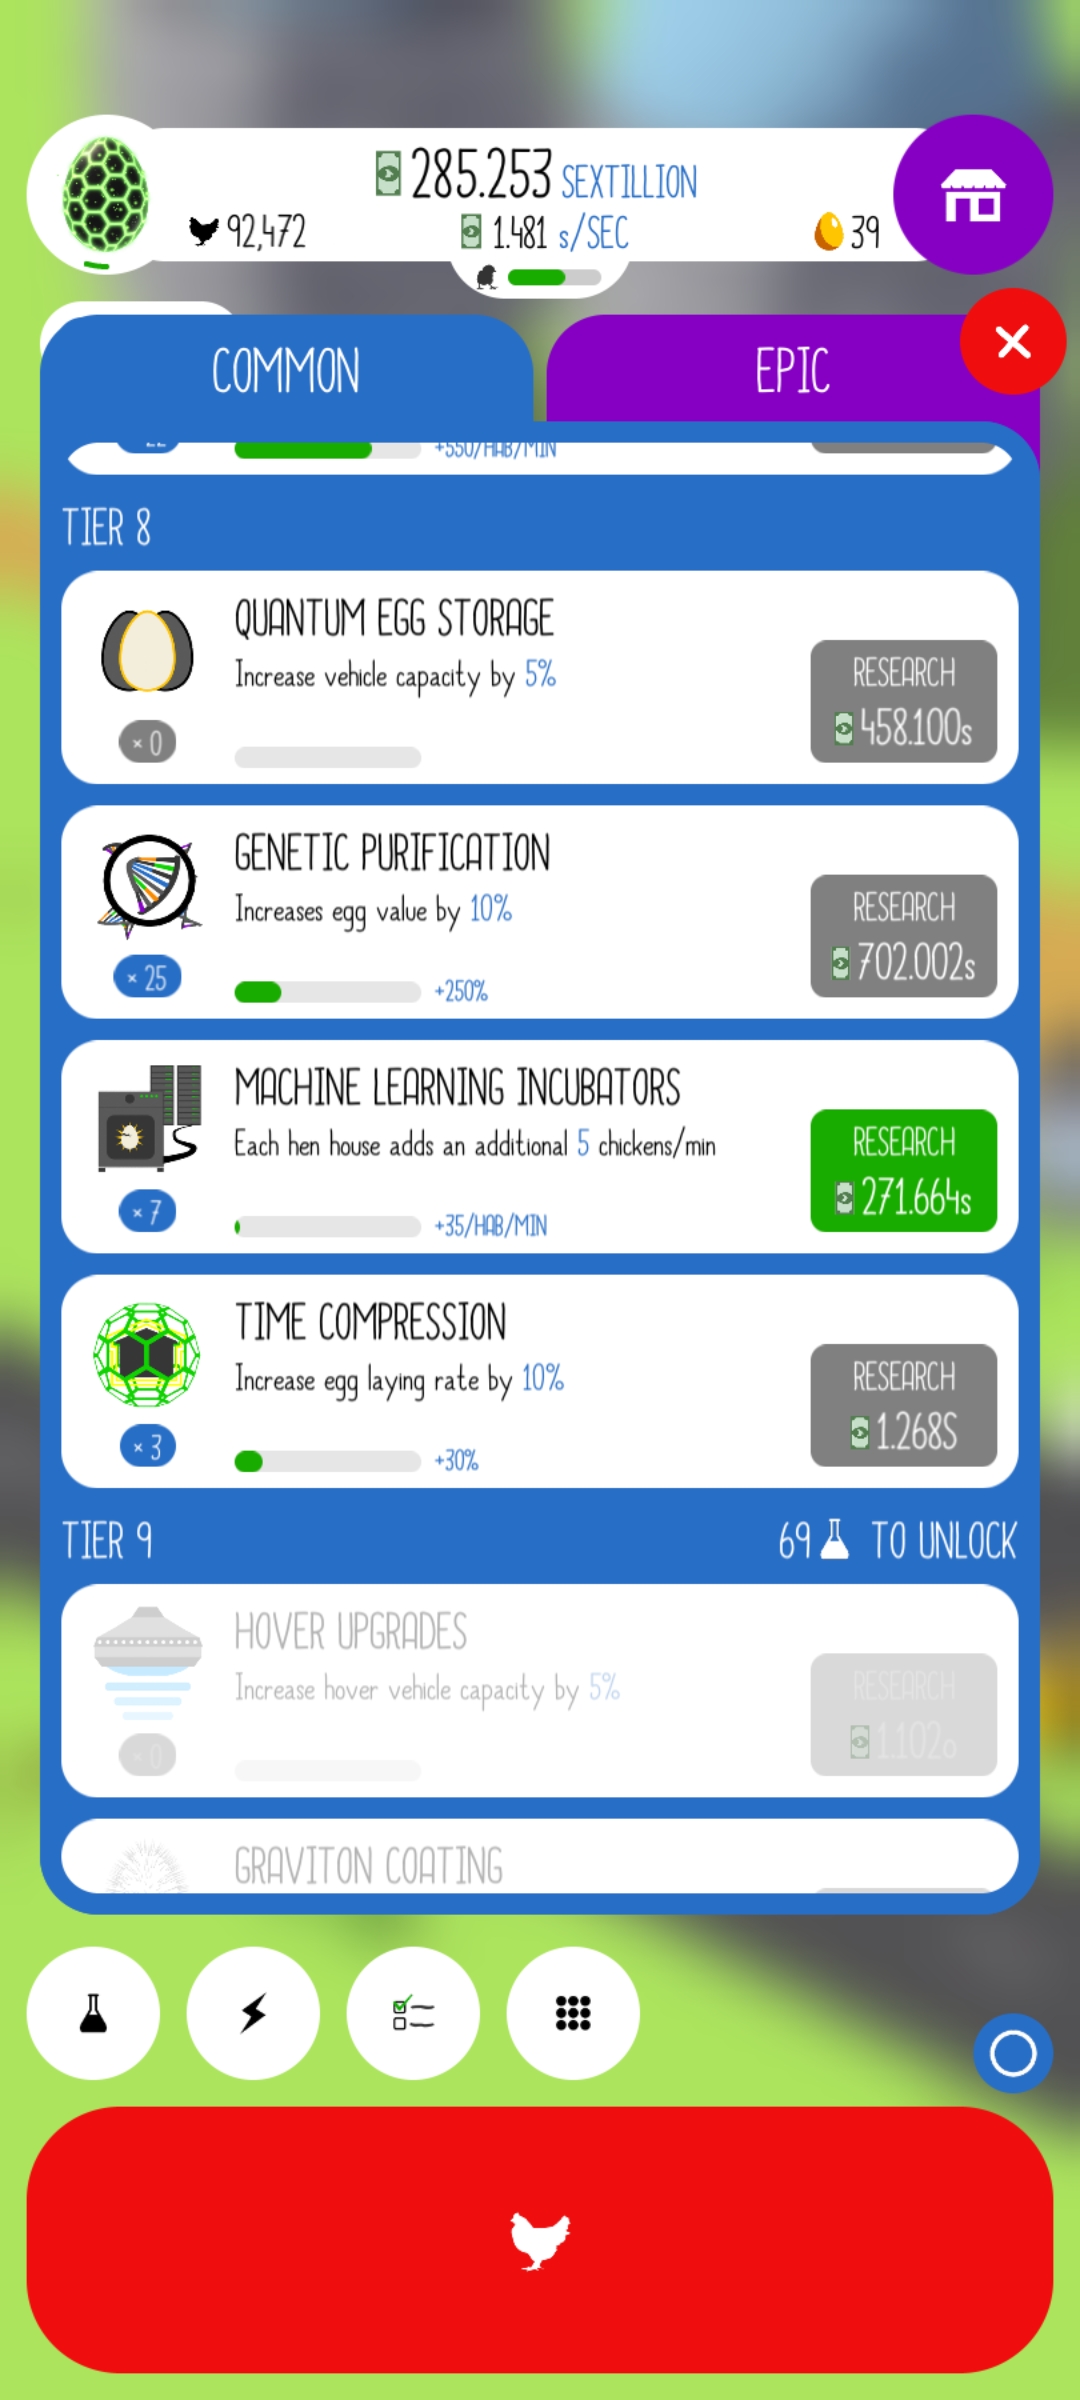 285.253 SEXTILLION
92,472
1.481 s/SEC
39
COMMON
EPIC
+550/HAB/MIN
TIER 8
QUANTUM EGG STORAGE
Increase vehicle capacity by 5%
× 0
RESEARCH
458.100s
GENETIC PURIFICATION
Increases egg value by 10%
× 25
+250%
RESEARCH
702.002s
MACHINE LEARNING INCUBATORS
Each hen house adds an additional 5 chickens/min
× 7
+35/HAB/MIN
RESEARCH
271.664s
TIME COMPRESSION
Increase egg laying rate by 10%
× 3
+30%
RESEARCH
1.268S
TIER 9
69 TO UNLOCK
HOVER UPGRADES
Increase hover vehicle capacity by 5%
× 0
RESEARCH
1.102o
GRAVITON COATING